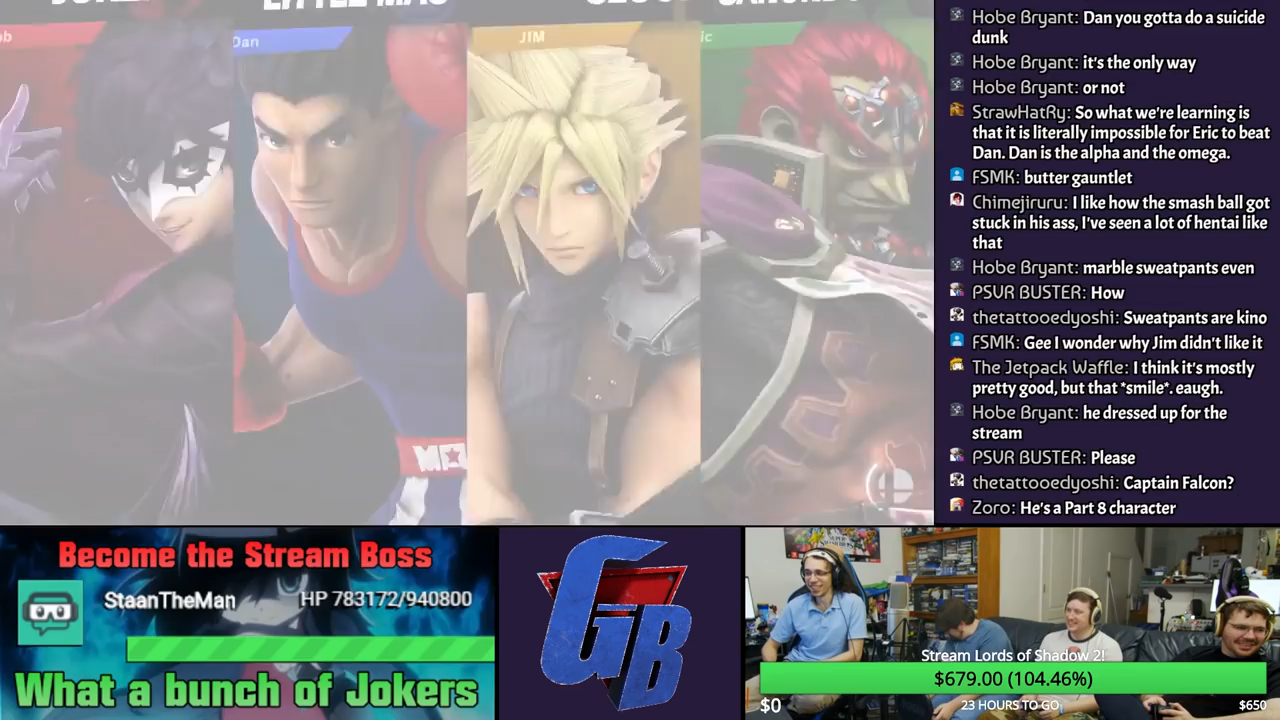 Dan
JIM
ic
Hobe Bryant: Dan you gotta do a suicide
dunk
Hobe Bryant: it's the only way
Hobe Bryant: or not
StrawHatRy: So what we're learning is
that it is literally impossible for Eric to beat
Dan. Dan is the alpha and the omega.
FSMK: butter gauntlet
Chimejiruru: I like how the smash ball got
stuck in his ass, I've seen a lot of hentai like
that
Hobe Bryant: marble sweatpants even
PSVR BUSTER: How
thetattooedyoshi: Sweatpants are kino
FSMK: Gee I wonder why Jim didn't like it
The Jetpack Waffle: I think it's mostly
pretty good, but that *smile*. eaugh.
Hobe Bryant: he dressed up for the
stream
PSVR BUSTER: Please
thetattooedyoshi: Captain Falcon?
Zoro: He's a Part 8 character
Become the Stream Boss
StaanTheMan HP 783172/940800
What a bunch of Jokers
GB
Stream Lords of Shadow 2!
$679.00 (104.46%)
$0 23 HOURS TO GO $650